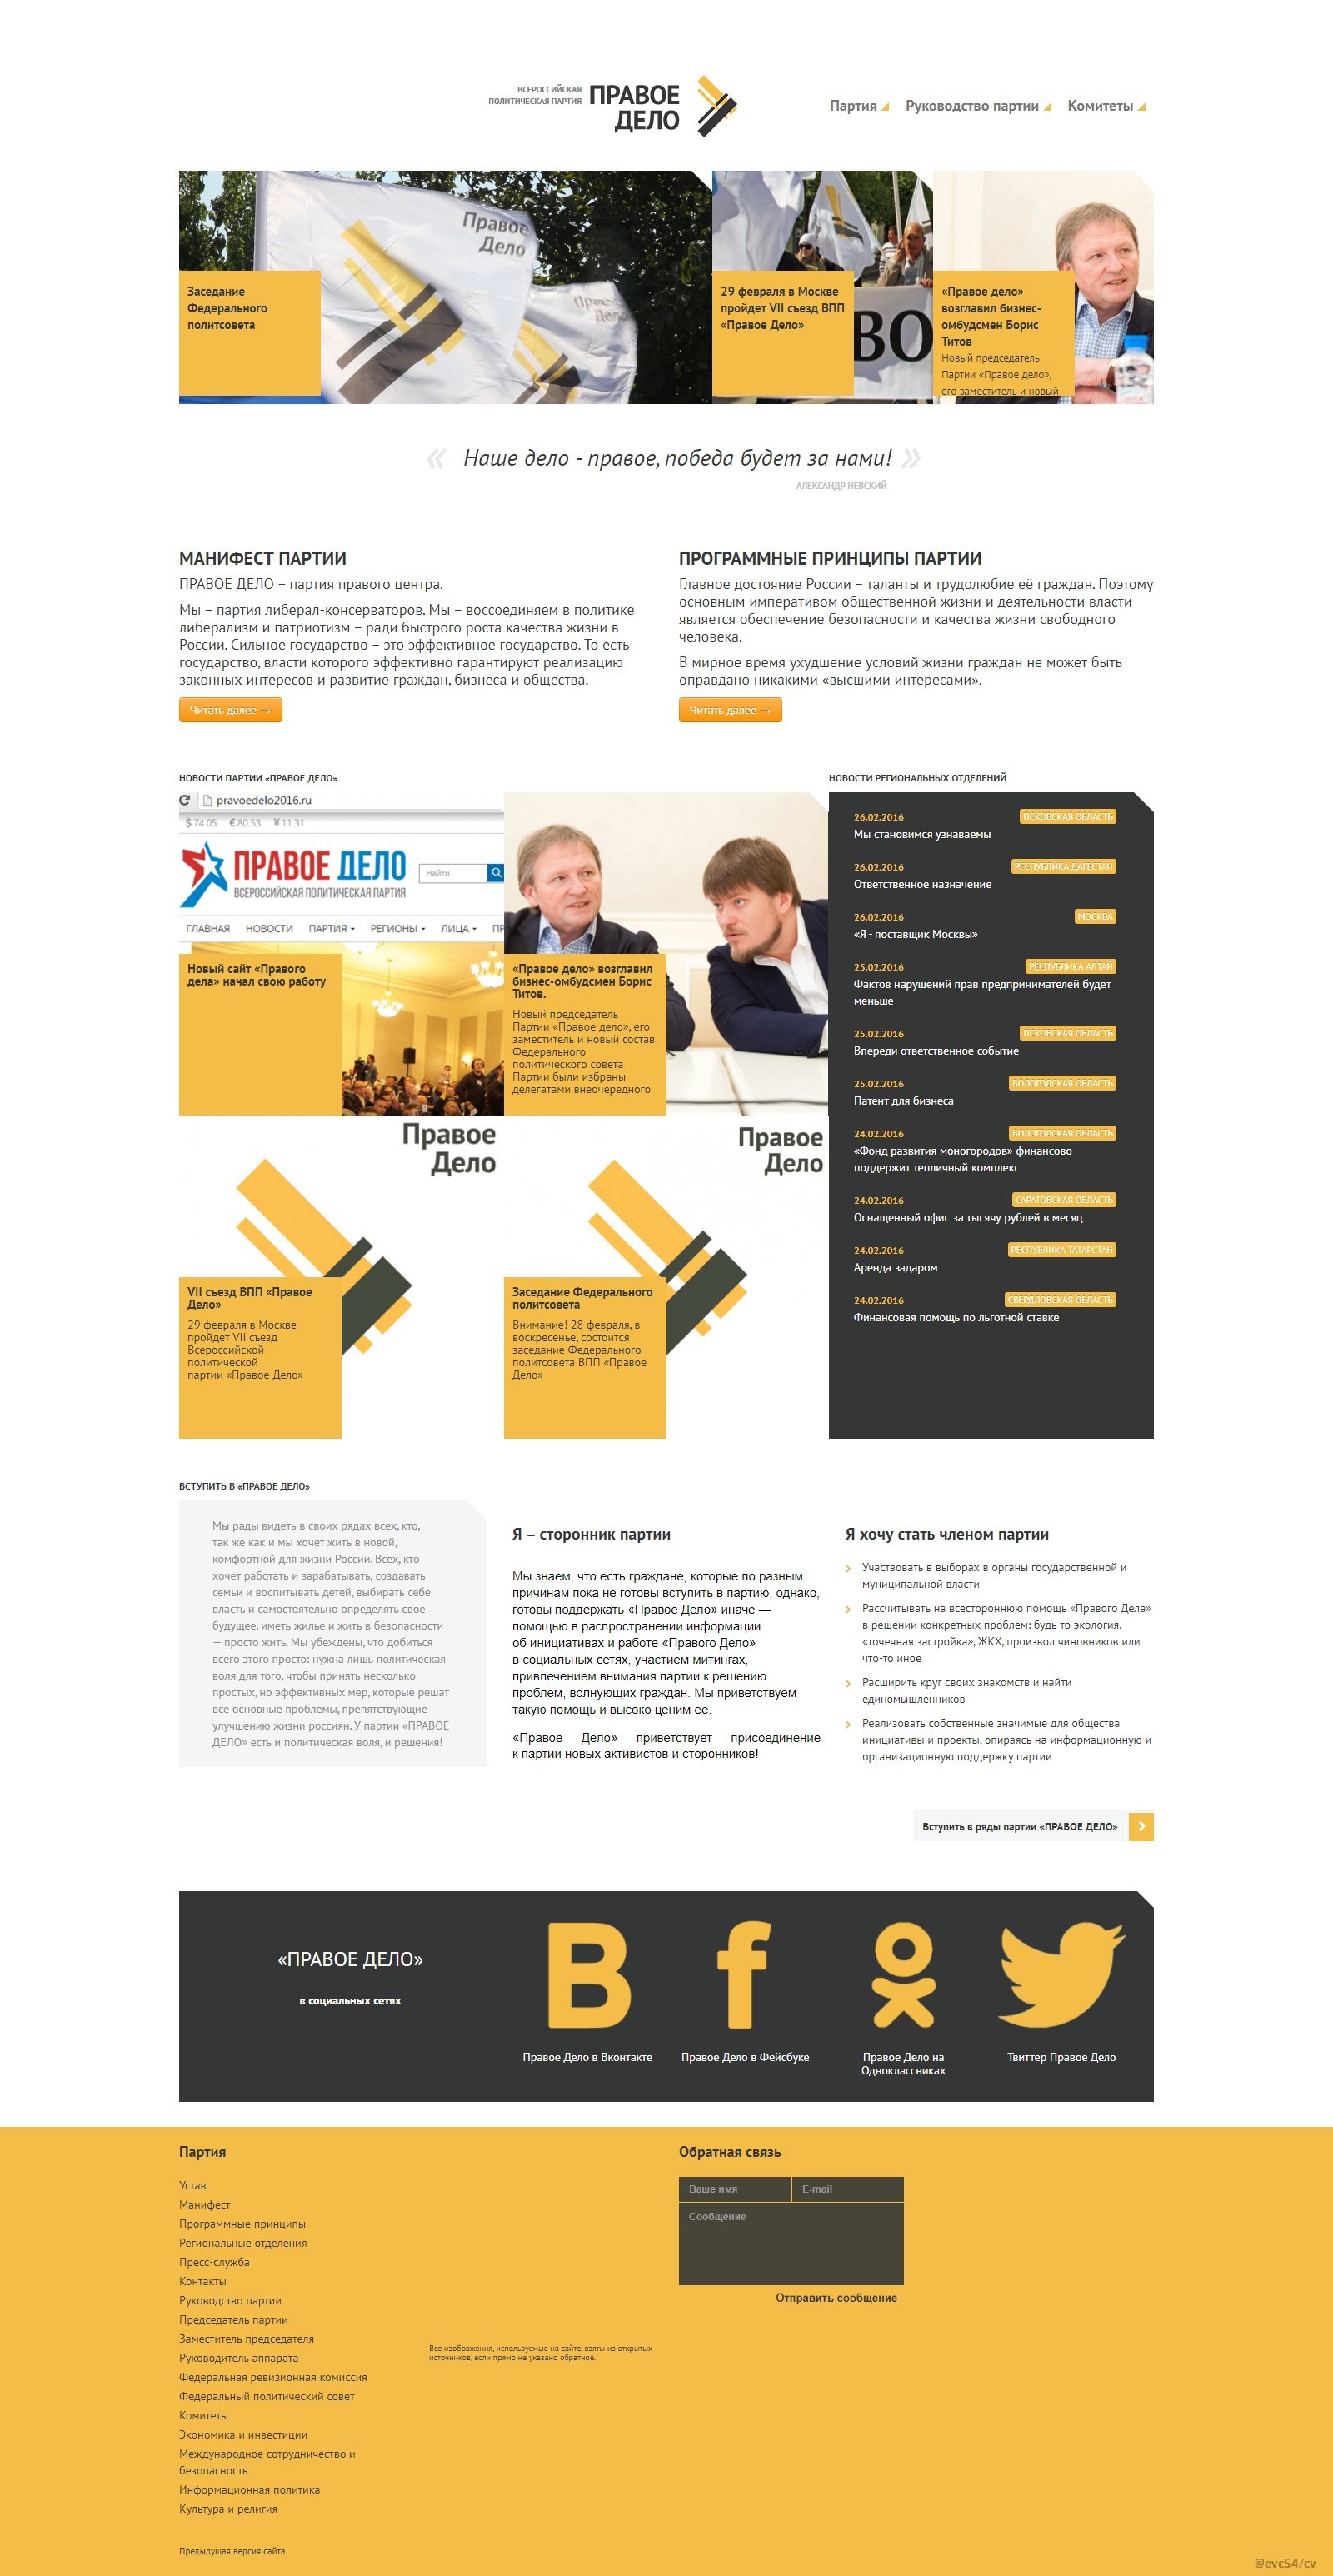 ВСЕРОССИЙСКАЯ
ПОЛИТИЧЕСКАЯ ПАРТИЯ
ПРАВОЕ
ДЕЛО
Партия
Руководство партии
Комитеты
Правое
Дело
Заседание
Федерального
политсовета
29 февраля в Москве
пройдет VII съезд ВПП
«Правое Дело»
ВО
«Правое дело»
возглавил бизнес-
омбудсмен Борис
Титов
Новый председатель
Партии «Правое дело»,
его заместитель и новый
« Наше дело - правое, победа будет за нами! »
АЛЕКСАНДР НЕВСКИЙ
МАНИФЕСТ ПАРТИИ
ПРАВОЕ ДЕЛО – партия правого центра.
Мы – партия либерал-консерваторов. Мы – воссоединяем в политике
либерализм и патриотизм – ради быстрого роста качества жизни в
России. Сильное государство – это эффективное государство. То есть
государство, власти которого эффективно гарантируют реализацию
законных интересов и развитие граждан, бизнеса и общества.
Читать далее →
ПРОГРАММНЫЕ ПРИНЦИПЫ ПАРТИИ
Главное достояние России – таланты и трудолюбие её граждан. Поэтому
основным императивом общественной жизни и деятельности власти
является обеспечение безопасности и качества жизни свободного
человека.
В мирное время ухудшение условий жизни граждан не может быть
оправдано никакими «высшими интересами».
Читать далее →
НОВОСТИ ПАРТИИ «ПРАВОЕ ДЕЛО»
pravoedelo2016.ru
$ 74.05 € 80.53 ¥ 11.31
ПРАВОЕ ДЕЛО
ВСЕРОССИЙСКАЯ ПОЛИТИЧЕСКАЯ ПАРТИЯ
Найти
ГЛАВНАЯ НОВОСТИ ПАРТИЯ РЕГИОНЫ ЛИЦА ПР
Новый сайт «Правого
дела» начал свою работу
«Правое дело» возглавил
бизнес-омбудсмен Борис
Титов.
Новый председатель
Партии «Правое дело», его
заместитель и новый состав
Федерального
политического совета
Партии были избраны
делегатами внеочередного
Правое
Дело
VII съезд ВПП «Правое
Дело»
29 февраля в Москве
пройдет VII съезд
Всероссийской
политической
партии «Правое Дело»
Правое
Дело
Заседание Федерального
политсовета
Внимание! 28 февраля, в
воскресенье, состоится
заседание Федерального
политсовета ВПП «Правое
Дело»
НОВОСТИ РЕГИОНАЛЬНЫХ ОТДЕЛЕНИЙ
26.02.2016 ПСКОВСКАЯ ОБЛАСТЬ
Мы становимся узнаваемы
26.02.2016 РЕСПУБЛИКА ДАГЕСТАН
Ответственное назначение
26.02.2016 МОСКВА
«Я - поставщик Москвы»
25.02.2016 РЕСПУБЛИКА АЛТАЙ
Фактов нарушений прав предпринимателей будет
меньше
25.02.2016 ПСКОВСКАЯ ОБЛАСТЬ
Впереди ответственное событие
25.02.2016 ВОЛОГОДСКАЯ ОБЛАСТЬ
Патент для бизнеса
24.02.2016 ВОЛОГОДСКАЯ ОБЛАСТЬ
«Фонд развития моногородов» финансово
поддержит тепличный комплекс
24.02.2016 САРАТОВСКАЯ ОБЛАСТЬ
Оснащенный офис за тысячу рублей в месяц
24.02.2016 РЕСПУБЛИКА ТАТАРСТАН
Аренда задаром
24.02.2016 СВЕРДЛОВСКАЯ ОБЛАСТЬ
Финансовая помощь по льготной ставке
ВСТУПИТЬ В «ПРАВОЕ ДЕЛО»
Мы рады видеть в своих рядах всех, кто,
так же как и мы хочет жить в новой,
комфортной для жизни России. Всех, кто
хочет работать и зарабатывать, создавать
семьи и воспитывать детей, выбирать себе
власть и самостоятельно определять свое
будущее, иметь жилье и жить в безопасности
— просто жить. Мы убеждены, что добиться
всего этого просто: нужна лишь политическая
воля для того, чтобы принять несколько
простых, но эффективных мер, которые решат
все основные проблемы, препятствующие
улучшению жизни россиян. У партии «ПРАВОЕ
ДЕЛО» есть и политическая воля, и решения!
Я – сторонник партии
Мы знаем, что есть граждане, которые по разным
причинам пока не готовы вступить в партию, однако,
готовы поддержать «Правое Дело» иначе —
помощью в распространении информации
об инициативах и работе «Правого Дело»
в социальных сетях, участием митингах,
привлечением внимания партии к решению
проблем, волнующих граждан. Мы приветствуем
такую помощь и высоко ценим ее.
«Правое Дело» приветствует присоединение
к партии новых активистов и сторонников!
Я хочу стать членом партии
Участвовать в выборах в органы государственной и
муниципальной власти
Рассчитывать на всестороннюю помощь «Правого Дела»
в решении конкретных проблем: будь то экология,
«точечная застройка», ЖКХ, произвол чиновников или
что-то иное
Расширить круг своих знакомств и найти
единомышленников
Реализовать собственные значимые для общества
инициативы и проекты, опираясь на информационную и
организационную поддержку партии
Вступить в ряды партии «ПРАВОЕ ДЕЛО»
«ПРАВОЕ ДЕЛО»
в социальных сетях
Правое Дело в Вконтакте
Правое Дело в Фейсбуке
Правое Дело на
Одноклассниках
Твиттер Правое Дело
Партия
Устав
Манифест
Программные принципы
Региональные отделения
Пресс-служба
Контакты
Руководство партии
Председатель партии
Заместитель председателя
Руководитель аппарата
Федеральная ревизионная комиссия
Федеральный политический совет
Комитеты
Экономика и инвестиции
Международное сотрудничество и
безопасность
Информационная политика
Культура и религия
Предыдущая версия сайта
Все изображения, используемые на сайте, взяты из открытых
источников, если прямо не указано обратное.
Обратная связь
Ваше имя
E-mail
Сообщение
Отправить сообщение
@evc54/cv